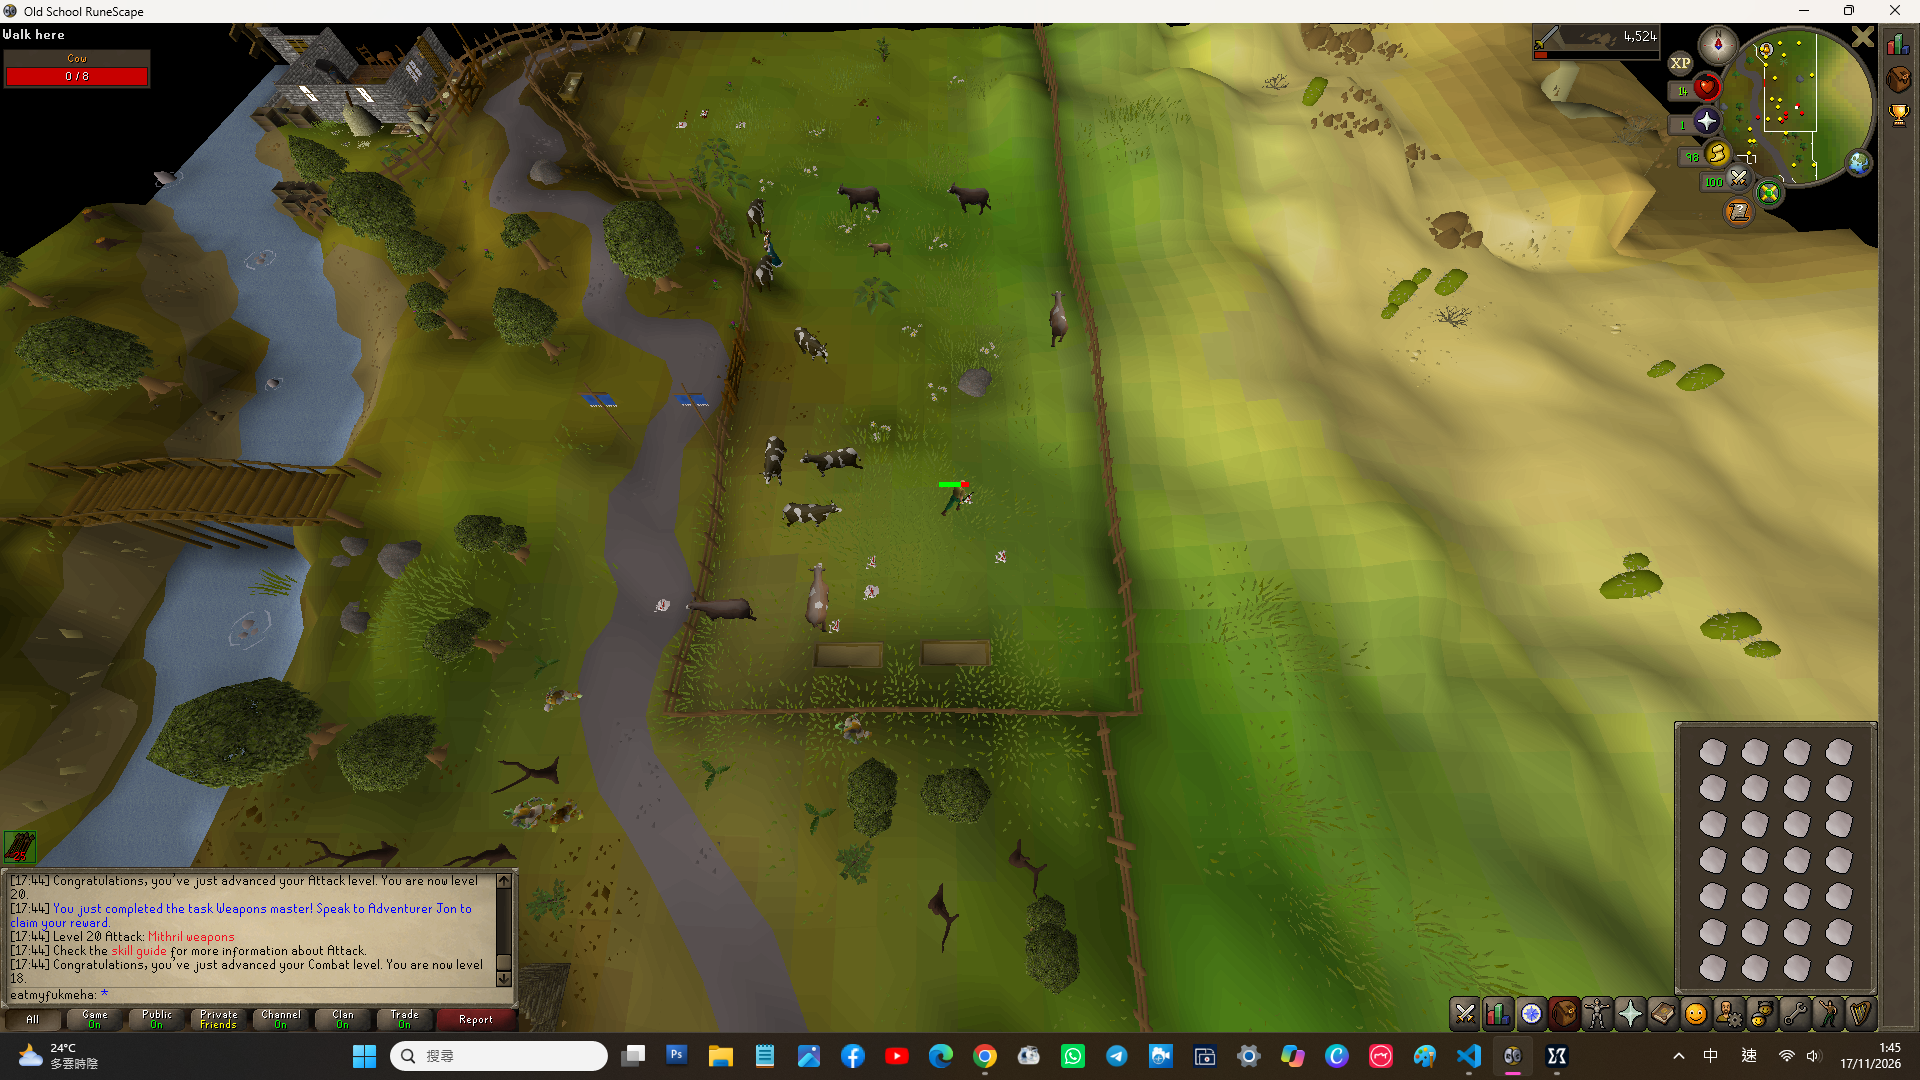 Old School RuneScape
Walk here
Cow
0 / 8
4,524
N
XP
14
1
98
100
29
[17:44] Congratulations, you've just advanced your Attack level. You are now level
20.
[17:44] You just completed the task Weapons master! Speak to Adventurer Jon to
claim your reward.
[17:44] Level 20 Attack: Mithril weapons
[17:44] Check the skill guide for more information about Attack.
[17:44] Congratulations, you've just advanced your Combat level. You are now level
18.
eatmyfukmeha: *
All
Game
On
Public
On
Private
Friends
Channel
On
Clan
On
Trade
On
Report
24°C
多雲時陰
搜尋
Ps
中
速
1:45
17/11/2026